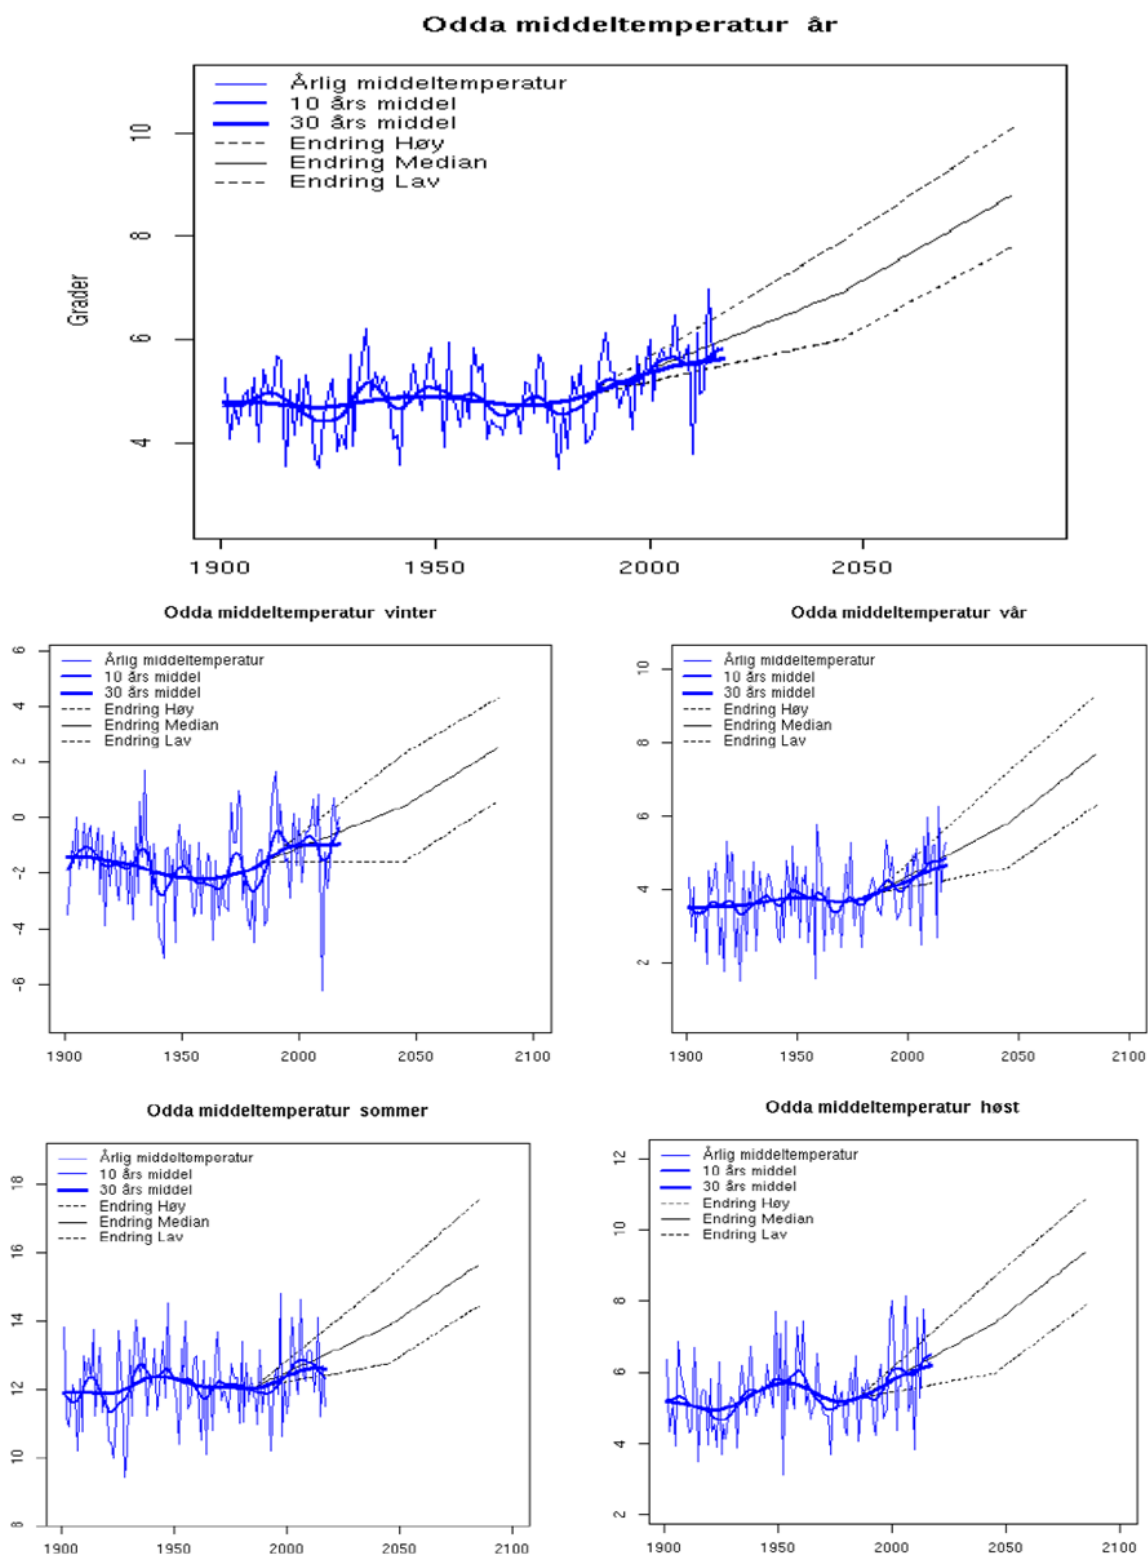 Odda middeltemperatur år
Årlig middeltemperatur
10 års middel
30 års middel
Endring Høy
Endring Median
Endring Lav
Grader
10
8
6
4
1900 1950 2000 2050
Odda middeltemperatur vinter
Årlig middeltemperatur
10 års middel
30 års middel
Endring Høy
Endring Median
Endring Lav
6
4
2
0
-2
-4
-6
1900 1950 2000 2050 2100
Odda middeltemperatur vår
Årlig middeltemperatur
10 års middel
30 års middel
Endring Høy
Endring Median
Endring Lav
10
8
6
4
2
1900 1950 2000 2050 2100
Odda middeltemperatur sommer
Årlig middeltemperatur
10 års middel
30 års middel
Endring Høy
Endring Median
Endring Lav
18
16
14
12
10
8
1900 1950 2000 2050 2100
Odda middeltemperatur høst
Årlig middeltemperatur
10 års middel
30 års middel
Endring Høy
Endring Median
Endring Lav
12
10
8
6
4
2
1900 1950 2000 2050 2100